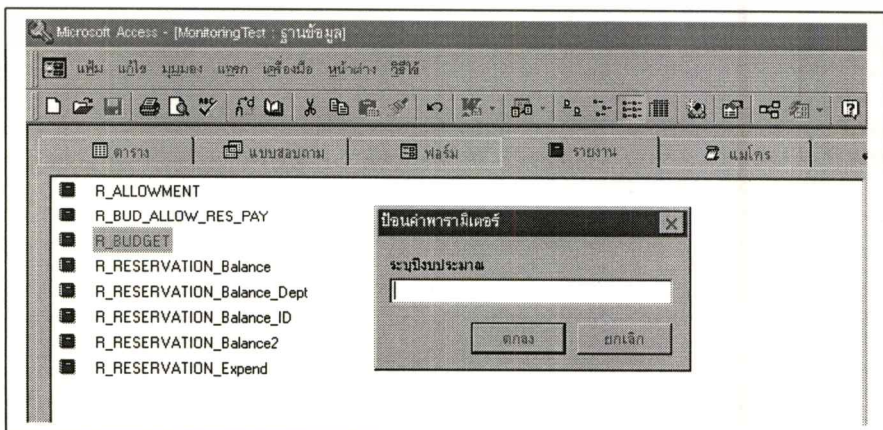 Microsoft Access - [MonitoringTest : ฐานข้อมูล]
แฟ้ม แก้ไข มุมมอง แทรก เครื่องมือ หน้าต่าง วิธีใช้
ตาราง แบบสอบถาม ฟอร์ม รายงาน แมโคร
R_ALLOWMENT
R_BUD_ALLOW_RES_PAY
R_BUDGET
R_RESERVATION_Balance
R_RESERVATION_Balance_Dept
R_RESERVATION_Balance_ID
R_RESERVATION_Balance2
R_RESERVATION_Expend
ป้อนค่าพารามิเตอร์
ระบุปีงบประมาณ
ตกลง ยกเลิก